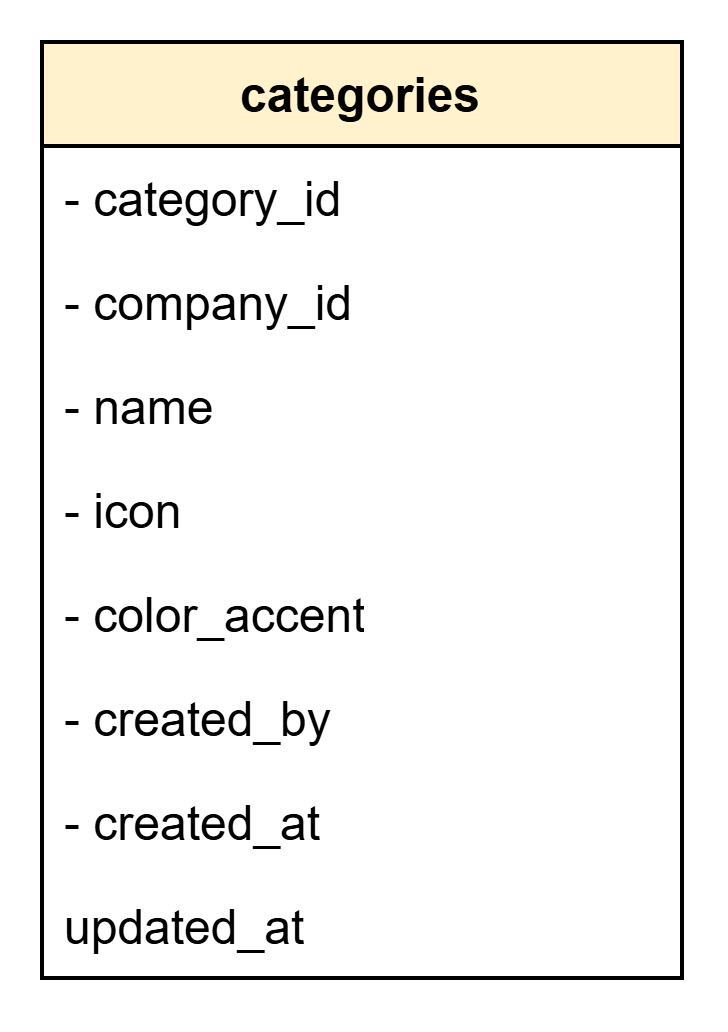 categories
- category_id
- company_id
- name
- icon
- color_accent
- created_by
- created_at
updated_at